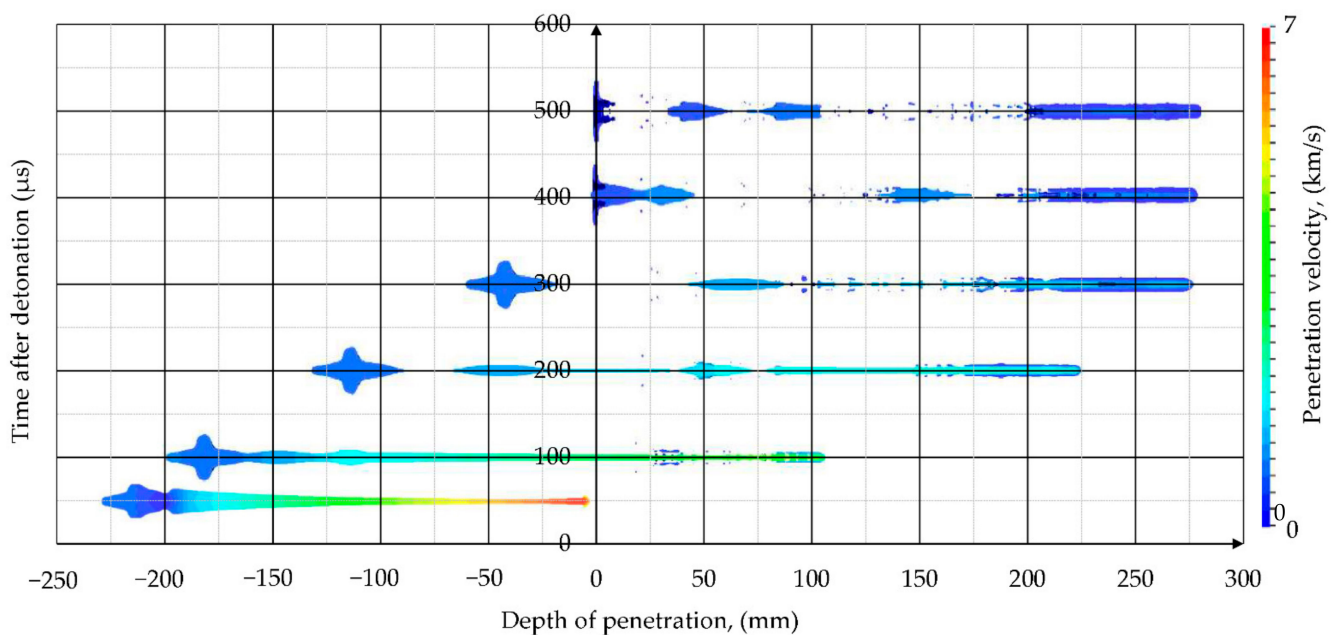 600
500
400
300
200
100
0
−250 −200 −150 −100 −50 0 50 100 150 200 250 300
Depth of penetration, (mm)
Time after detonation (μs)
7
0
0
Penetration velocity, (km/s)